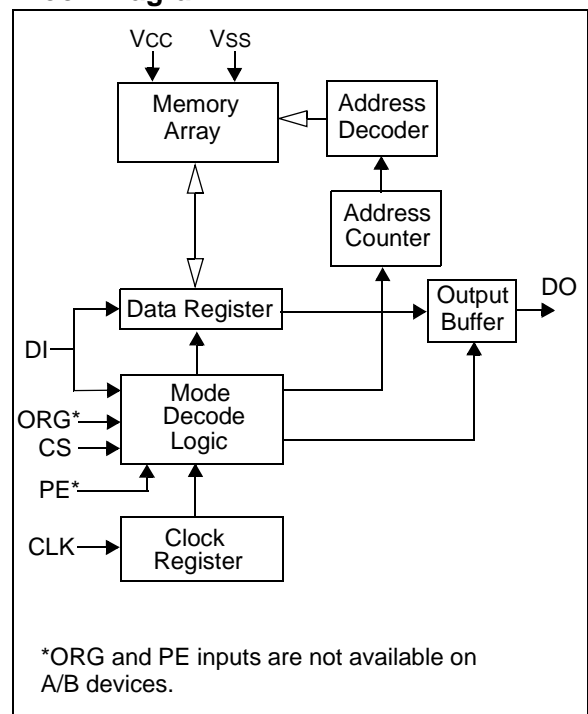 VCC VSS
Memory
Array
Address
Decoder
Address
Counter
Data Register
Output
Buffer
DO
DI
Mode
Decode
Logic
ORG*
CS
PE*
CLK
Clock
Register
*ORG and PE inputs are not available on
A/B devices.